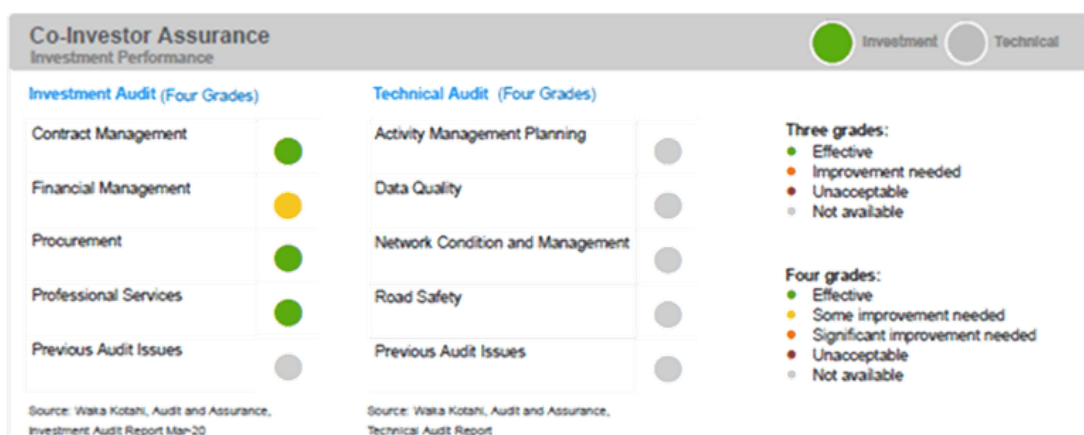 Co-Investor Assurance
Investment Performance
Investment
Technical
Investment Audit (Four Grades)
Contract Management
Financial Management
Procurement
Professional Services
Previous Audit Issues
Source: Waka Kotahi, Audit and Assurance,
Investment Audit Report Mar-20
Technical Audit (Four Grades)
Activity Management Planning
Data Quality
Network Condition and Management
Road Safety
Previous Audit Issues
Source: Waka Kotahi, Audit and Assurance,
Technical Audit Report
Three grades:
Effective
Improvement needed
Unacceptable
Not available
Four grades:
Effective
Some improvement needed
Significant improvement needed
Unacceptable
Not available